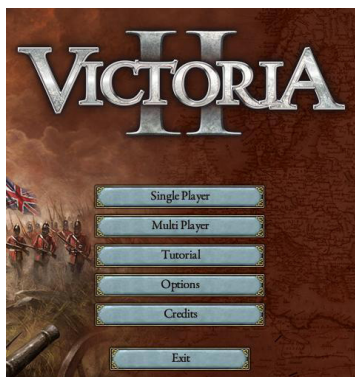 VICTORIA
II
Single Player
Multi Player
Tutorial
Options
Credits
Exit